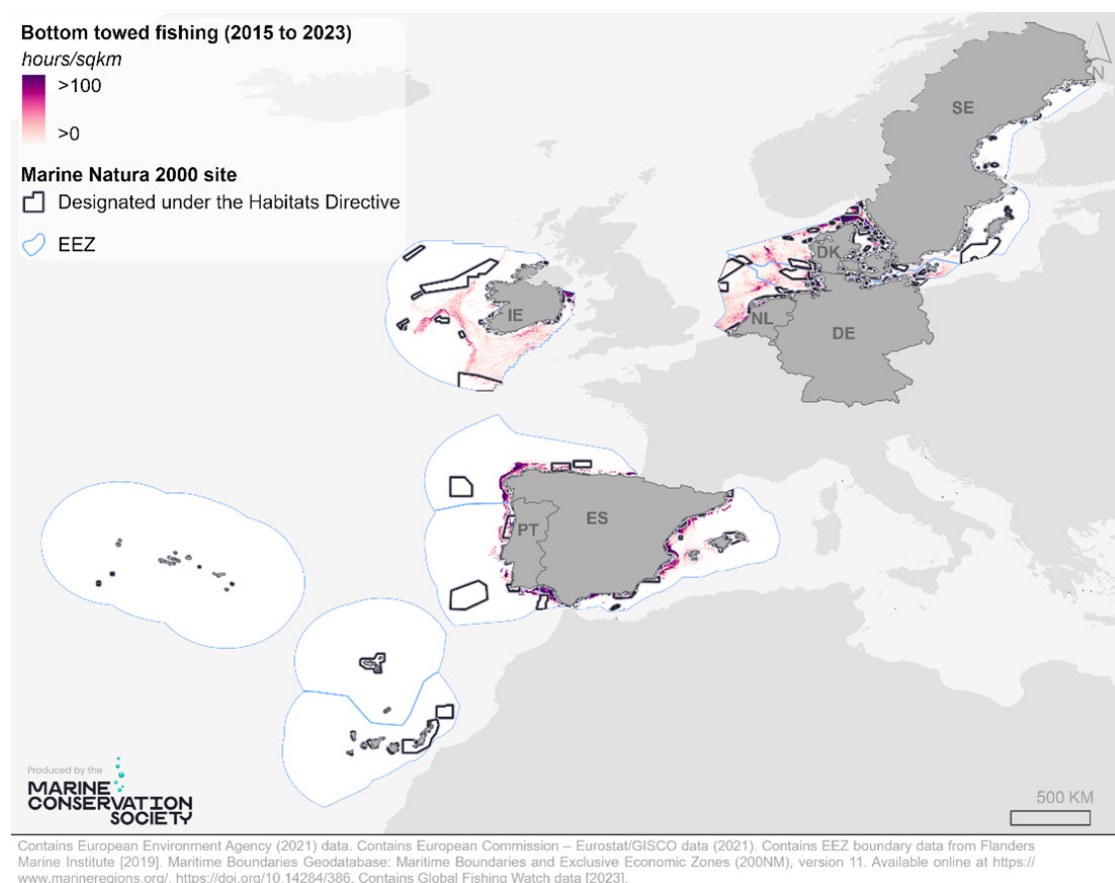 Bottom towed fishing (2015 to 2023)
hours/sqkm
>100
>0
Marine Natura 2000 site
Designated under the Habitats Directive
EEZ
N
SE
DK
IE
NL
DE
PT
ES
Produced by the
MARINE
CONSERVATION
SOCIETY
500 KM
Contains European Environment Agency (2021) data. Contains European Commission – Eurostat/GISCO data (2021). Contains EEZ boundary data from Flanders
Marine Institute [2019]. Maritime Boundaries Geodatabase: Maritime Boundaries and Exclusive Economic Zones (200NM), version 11. Available online at https://
www.marineregions.org/. https://doi.org/10.14284/386. Contains Global Fishing Watch data [2023].